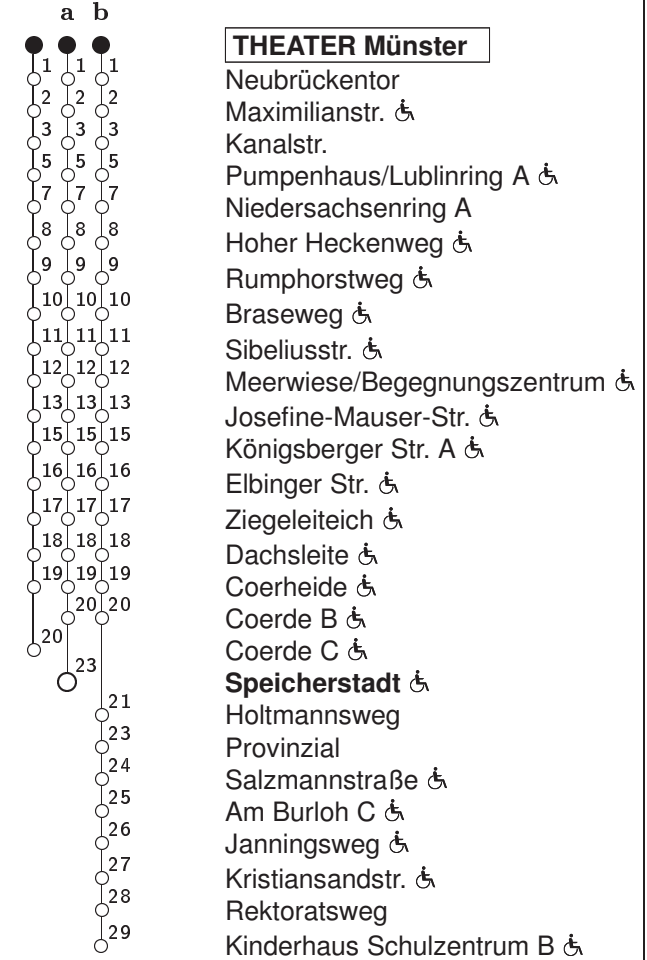 a b
THEATER Münster
1 1 1 Neubrückentor
2 2 2 Maximilianstr.
3 3 3 Kanalstr.
5 5 5 Pumpenhaus/Lublinring A
7 7 7 Niedersachsenring A
8 8 8 Hoher Heckenweg
9 9 9 Rumphorstweg
10 10 10 Braseweg
11 11 11 Sibeliusstr.
12 12 12 Meerwiese/Begegnungszentrum
13 13 13 Josefine-Mauser-Str.
15 15 15 Königsberger Str. A
16 16 16 Elbinger Str.
17 17 17 Ziegeleiteich
18 18 18 Dachsleite
19 19 19 Coerheide
20 20 Coerde B
20 Coerde C
23 Speicherstadt
21 Holtmannsweg
23 Provinzial
24 Salzmannstraße
25 Am Burloh C
26 Janningsweg
27 Kristiansandstr.
28 Rektoratsweg
29 Kinderhaus Schulzentrum B